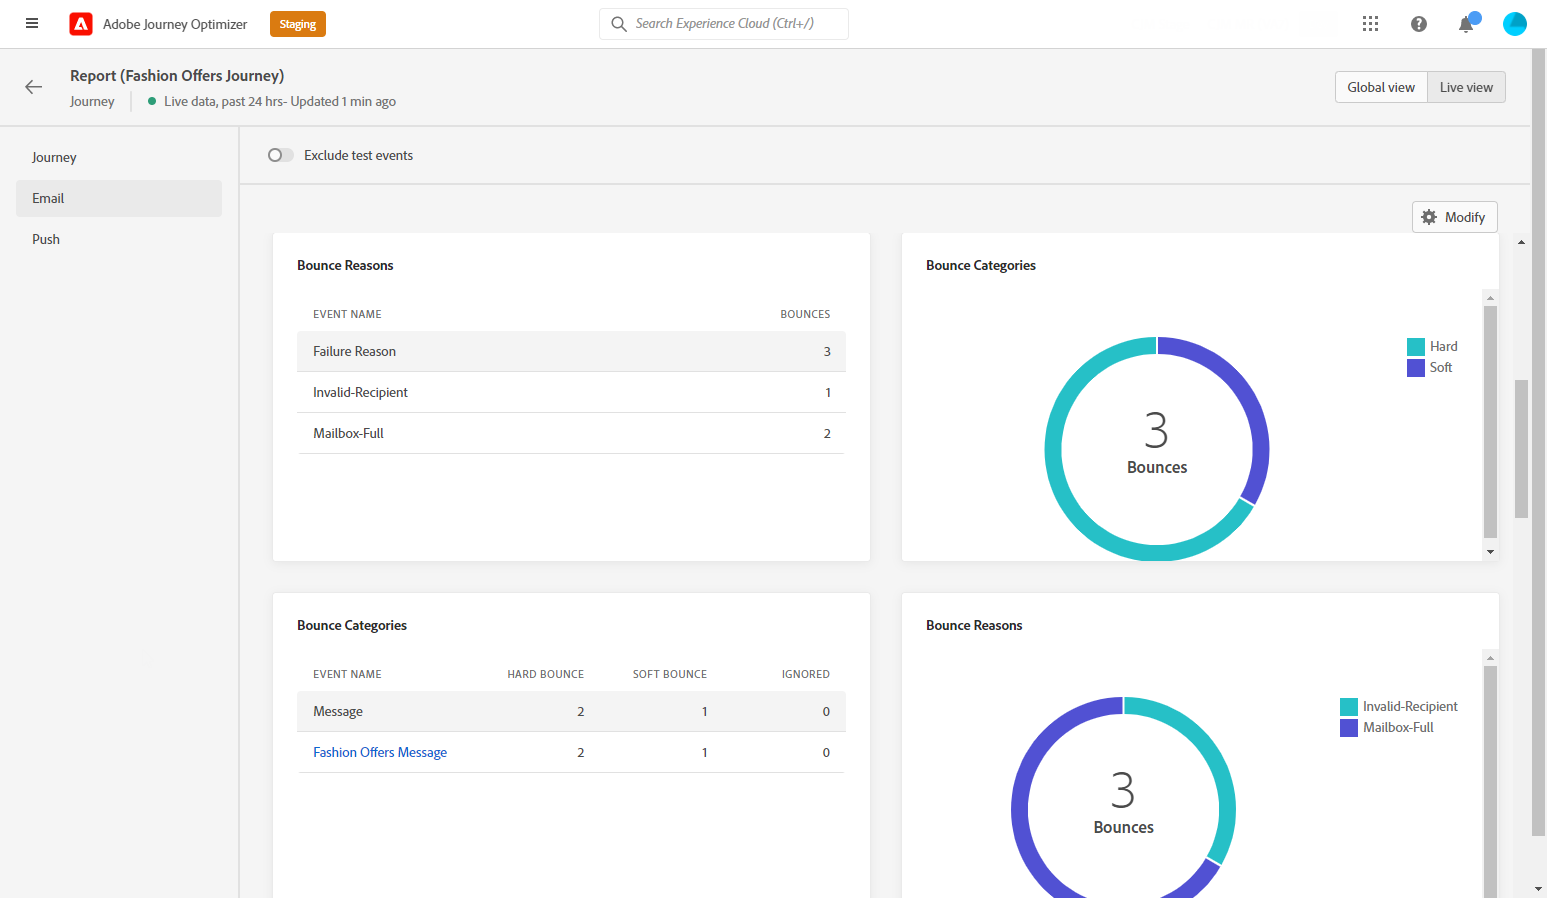 Adobe Journey Optimizer
Staging
Search Experience Cloud (Ctrl+/)
Report (Fashion Offers Journey)
Journey
Live data, past 24 hrs- Updated 1 min ago
Global view
Live view
Journey
Email
Push
Exclude test events
Modify
Bounce Reasons
EVENT NAME BOUNCES
Failure Reason 3
Invalid-Recipient 1
Mailbox-Full 2
Bounce Categories
Hard
Soft
3
Bounces
Bounce Categories
EVENT NAME HARD BOUNCE SOFT BOUNCE IGNORED
Message 2 1 0
Fashion Offers Message 2 1 0
Bounce Reasons
Invalid-Recipient
Mailbox-Full
3
Bounces